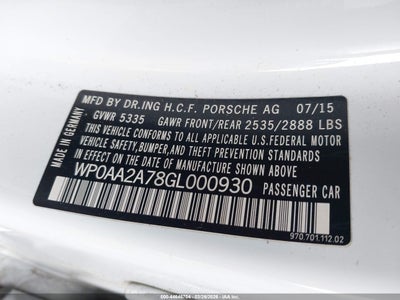 MFD BY DR.ING H.C.F. PORSCHE AG 07/15
GVWR 5335 GAWR FRONT/REAR 2535/2888 LBS
THIS CAR CONFORMS TO ALL APPLICABLE U.S.FEDERAL MOTOR
VEHICLE SAFETY,BUMPER,AND THEFT PREVENTION STANDARDS
IN EFFECT ON THE DATE OF MANUFACTURE SHOWN ABOVE
WP0AA2A78GL000930 PASSENGER CAR
MADE IN GERMANY
970.701.112.02